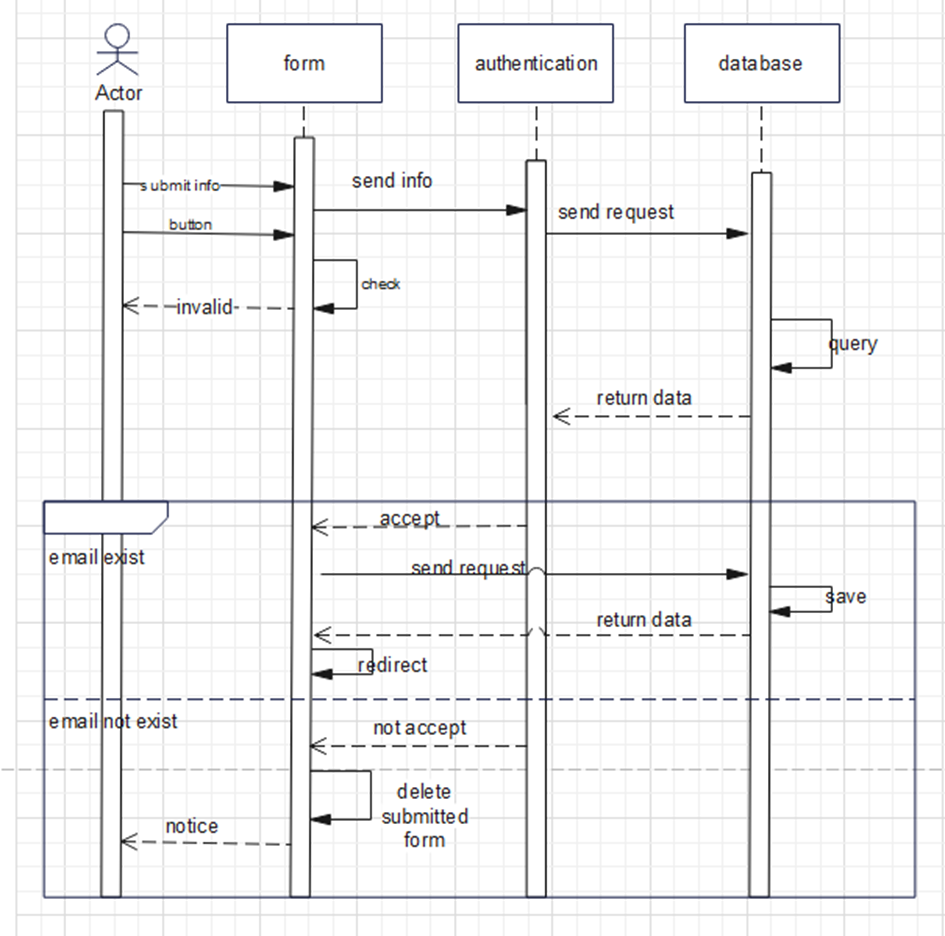 form
authentication
database
Actor
submit info
send info
send request
button
check
invalid
query
return data
accept
email exist
send request
save
return data
redirect
email not exist
not accept
delete
submitted
form
notice